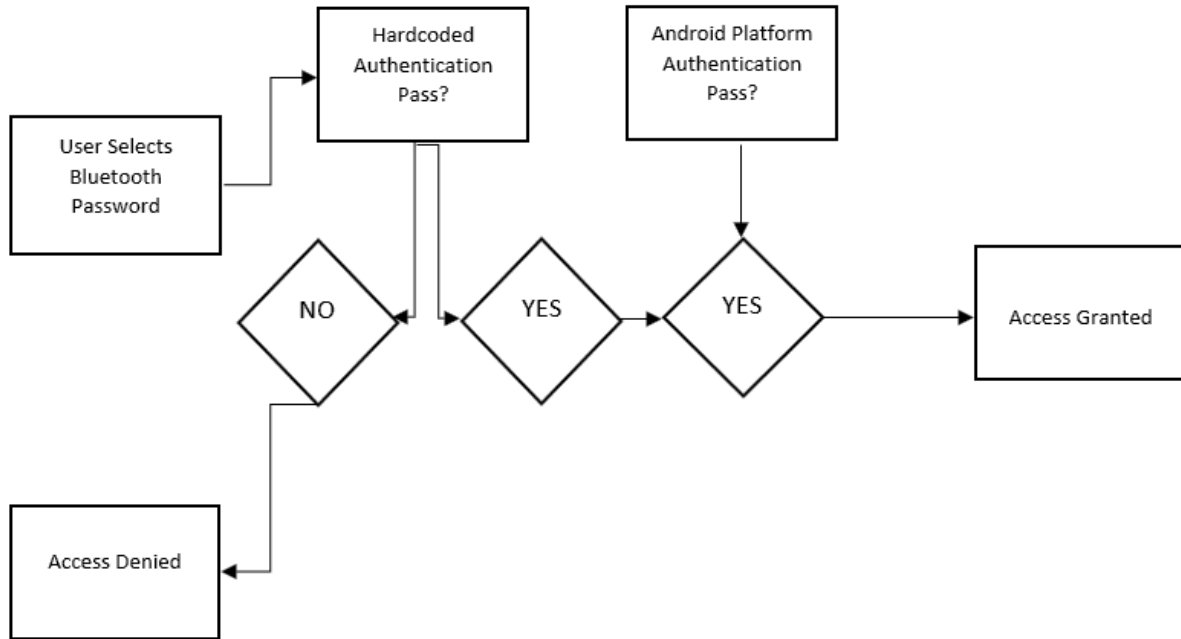 Hardcoded
Authentication
Pass?
Android Platform
Authentication
Pass?
User Selects
Bluetooth
Password
NO
YES
YES
Access Granted
Access Denied